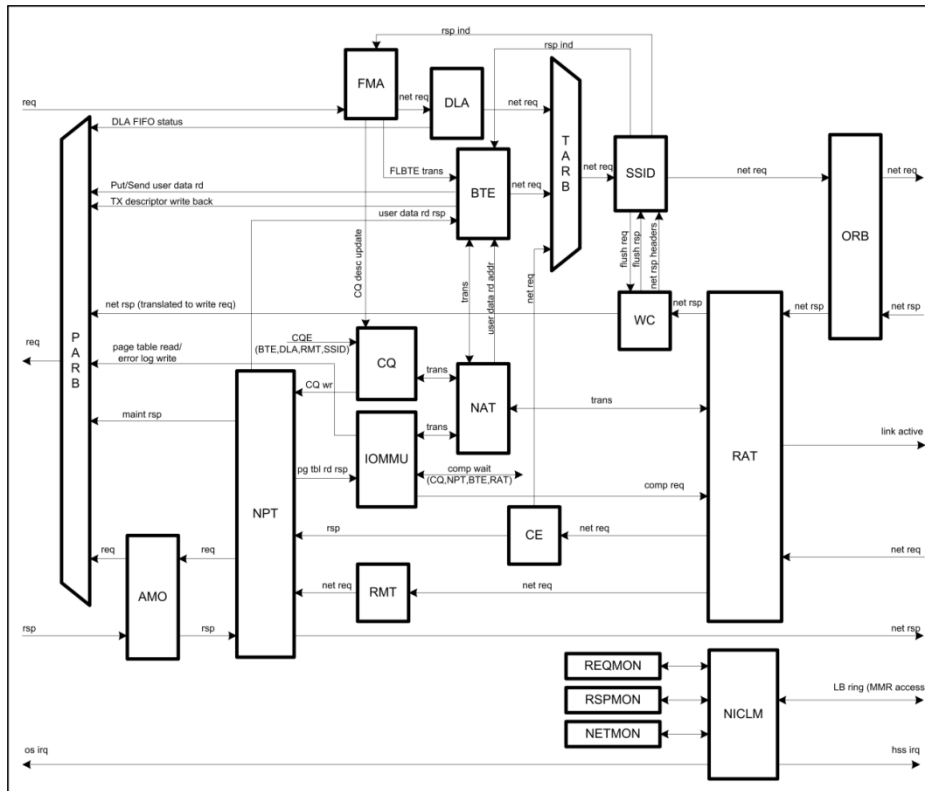 rsp ind
rsp ind
FMA
net req
DLA
net req
req
DLA FIFO status
T
A
R
B
net req
SSID
net req
net req
FLBTE trans
BTE
net req
Put/Send user data rd
TX descriptor write back
user data rd rsp
ORB
CQ desc update
trans
user data rd addr
net req
flush req
flush rsp
net rsp headers
net rsp (translated to write req)
WC
net rsp
net rsp
net rsp
P
A
R
B
req
CQE
(BTE,DLA,RMT,SSID)
page table read/
error log write
CQ
trans
CQ wr
NAT
trans
maint rsp
IOMMU
trans
RAT
link active
pg tbl rd rsp
comp wait
(CQ,NPT,BTE,RAT)
comp req
NPT
rsp
CE
net req
req
AMO
req
net req
net req
RMT
net req
rsp
rsp
net rsp
REQMON
RSPMON
NETMON
NICLM
LB ring (MMR access
os irq
hss irq